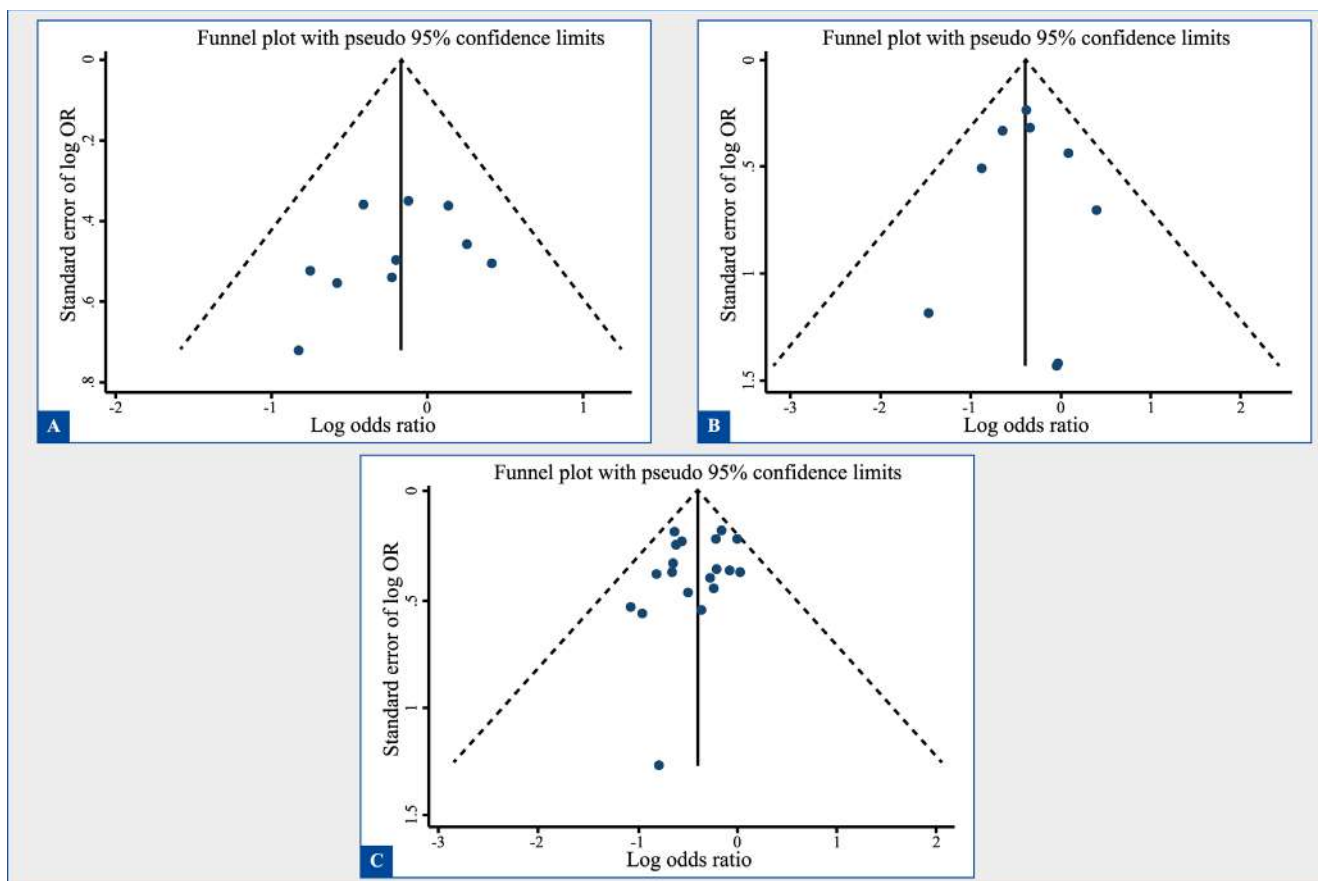 Funnel plot with pseudo 95% confidence limits
Standard error of log OR
0
.2
.4
.6
.8
-2 -1 0 1
Log odds ratio
A
Funnel plot with pseudo 95% confidence limits
Standard error of log OR
0
.5
1
1.5
-3 -2 -1 0 1 2
Log odds ratio
B
Funnel plot with pseudo 95% confidence limits
Standard error of log OR
0
.5
1
1.5
-3 -2 -1 0 1 2
Log odds ratio
C